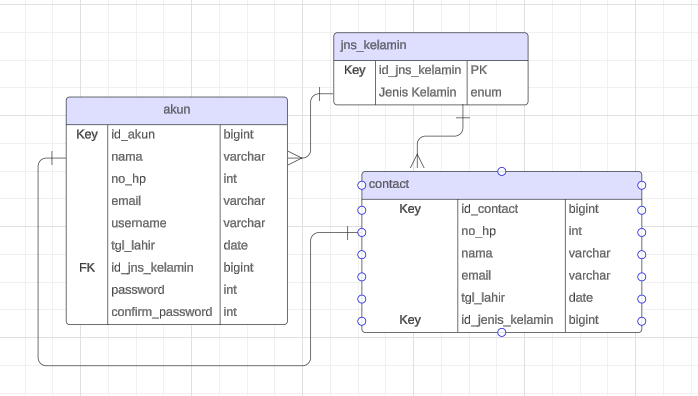 jns_kelamin
Key id_jns_kelamin PK
Jenis Kelamin enum
akun
Key id_akun bigint
nama varchar
no_hp int
email varchar
username varchar
tgl_lahir date
FK id_jns_kelamin bigint
password int
confirm_password int
contact
Key id_contact bigint
no_hp int
nama varchar
email varchar
tgl_lahir date
Key id_jenis_kelamin bigint